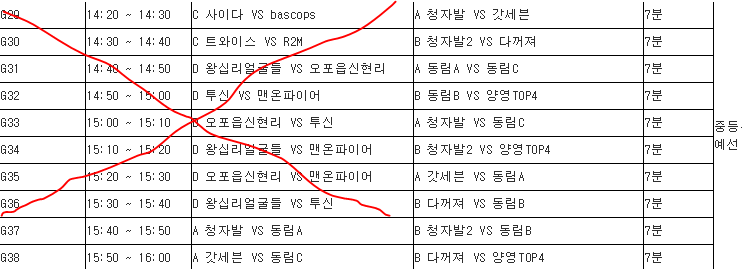 G29 14:20 ~ 14:30 C 사이다 VS bascops A 청자발 VS 갓세븐 7분
G30 14:30 ~ 14:40 C 트와이스 VS R2M B 청자발2 VS 다꺼져 7분
G31 14:40 ~ 14:50 D 왕십리얼굴들 VS 오포읍신현리 A 동림A VS 동림C 7분
G32 14:50 ~ 15:00 D 투신 VS 맨온파이어 B 동림B VS 양영TOP4 7분
G33 15:00 ~ 15:10 D 오포읍신현리 VS 투신 A 청자발 VS 동림C 7분
중등
G34 15:10 ~ 15:20 D 왕십리얼굴들 VS 맨온파이어 B 청자발2 VS 양영TOP4 7분
예선
G35 15:20 ~ 15:30 D 오포읍신현리 VS 맨온파이어 A 갓세븐 VS 동림A 7분
G36 15:30 ~ 15:40 D 왕십리얼굴들 VS 투신 B 다꺼져 VS 동림B 7분
G37 15:40 ~ 15:50 A 청자발 VS 동림A B 청자발2 VS 동림B 7분
G38 15:50 ~ 16:00 A 갓세븐 VS 동림C B 다꺼져 VS 양영TOP4 7분